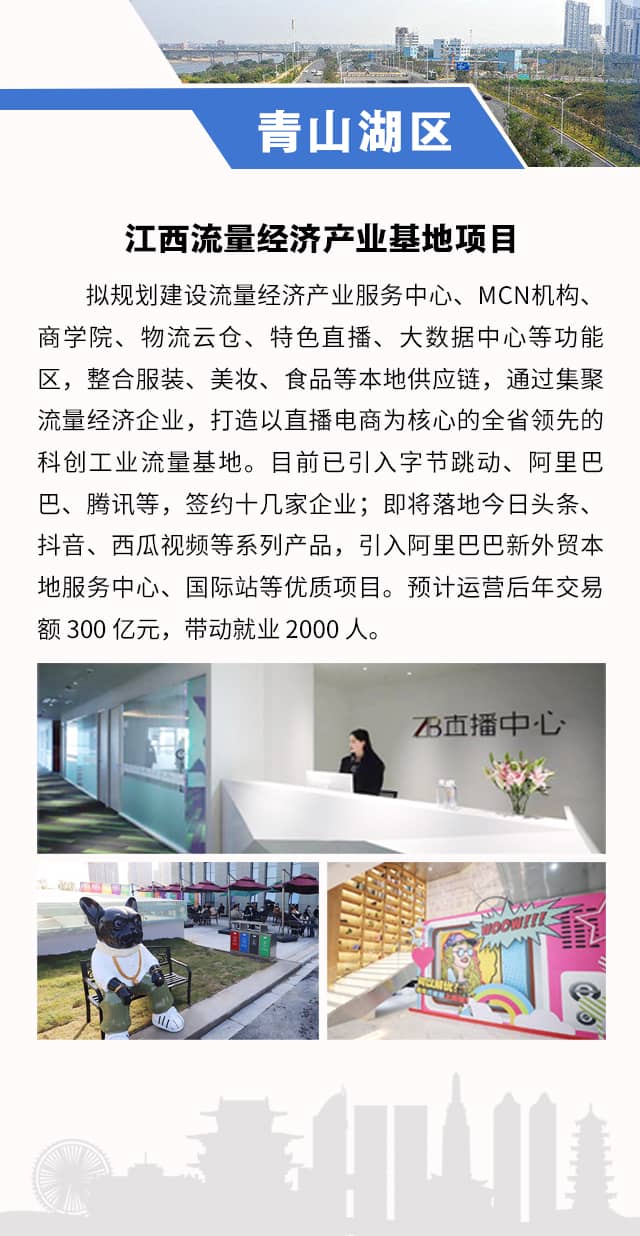 青山湖区
江西流量经济产业基地项目
拟规划建设流量经济产业服务中心、MCN机构、
商学院、物流云仓、特色直播、大数据中心等功能
区，整合服装、美妆、食品等本地供应链，通过集聚
流量经济企业，打造以直播电商为核心的全省领先的
科创工业流量基地。目前已引入字节跳动、阿里巴
巴、腾讯等，签约十几家企业；即将落地今日头条、
抖音、西瓜视频等系列产品，引入阿里巴巴新外贸本
地服务中心、国际站等优质项目。预计运营后年交易
额 300 亿元，带动就业 2000 人。
ZB直播中心
WOOW!!!